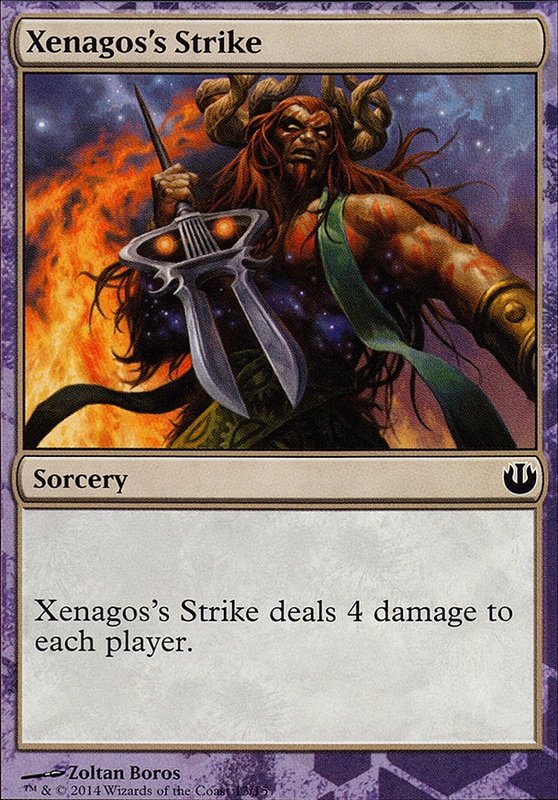 Xenagos's Strike
Sorcery
Xenagos's Strike deals 4 damage to
each player.
Zoltan Boros
™ & © 2014 Wizards of the Coast 13/15